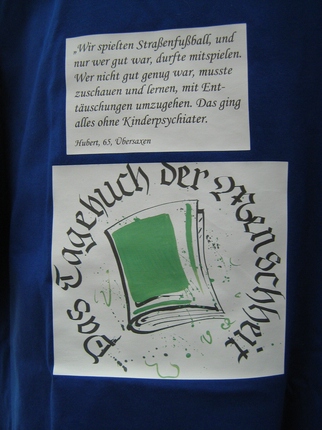 „Wir spielten Straßenfußball, und
nur wer gut war, durfte mitspielen.
Wer nicht gut genug war, musste
zuschauen und lernen, mit Ent-
täuschungen umzugehen. Das ging
alles ohne Kinderpsychiater.
Hubert, 65, Übersaxen
Das Tagebuch der Menschheit